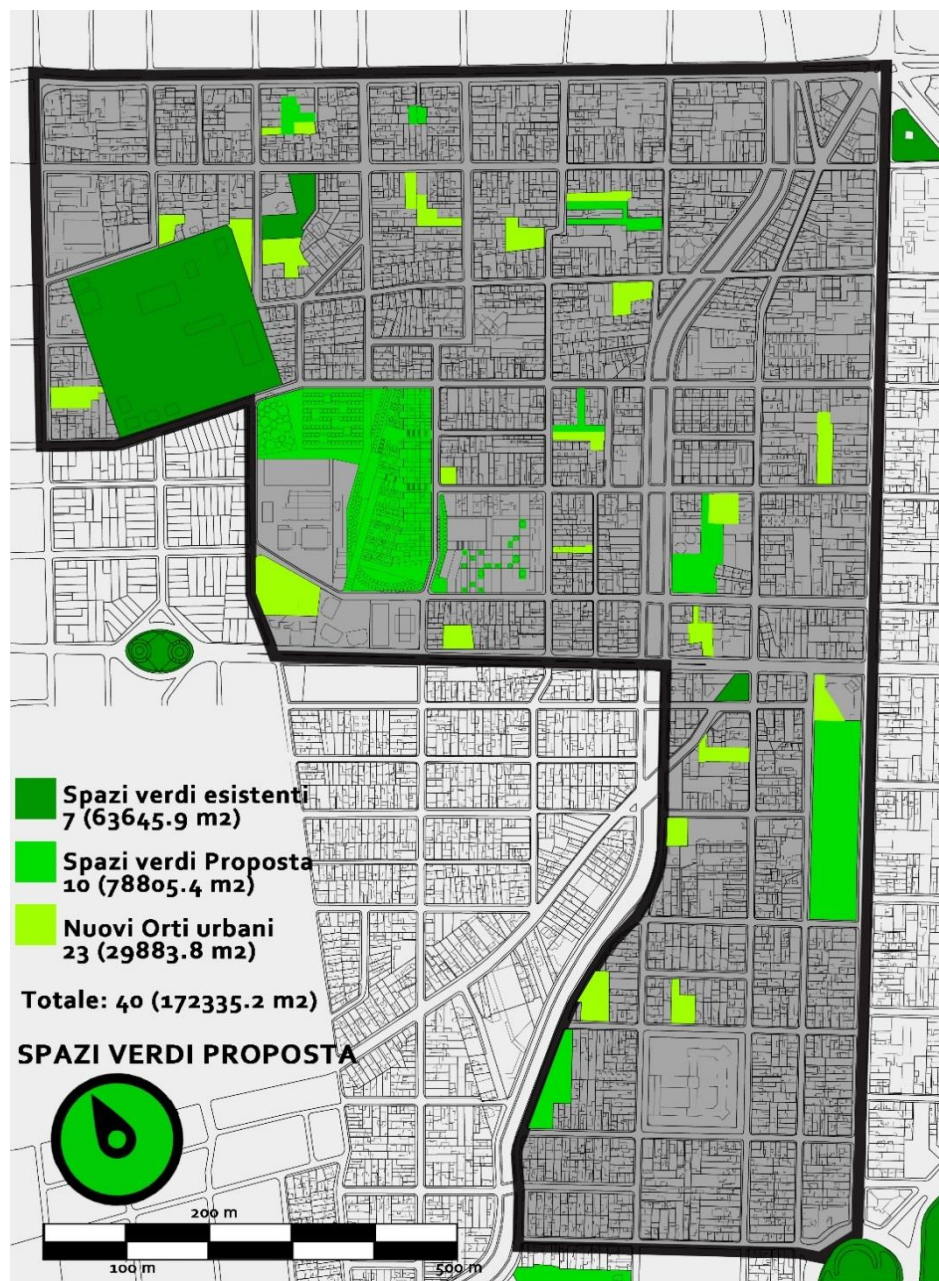 Spazi verdi esistenti
7 (63645.9 m2)
Spazi verdi Proposta
10 (78805.4 m2)
Nuovi Orti urbani
23 (29883.8 m2)
Totale: 40 (172335.2 m2)
SPAZI VERDI PROPOSTA
200 m
100 m
500 m